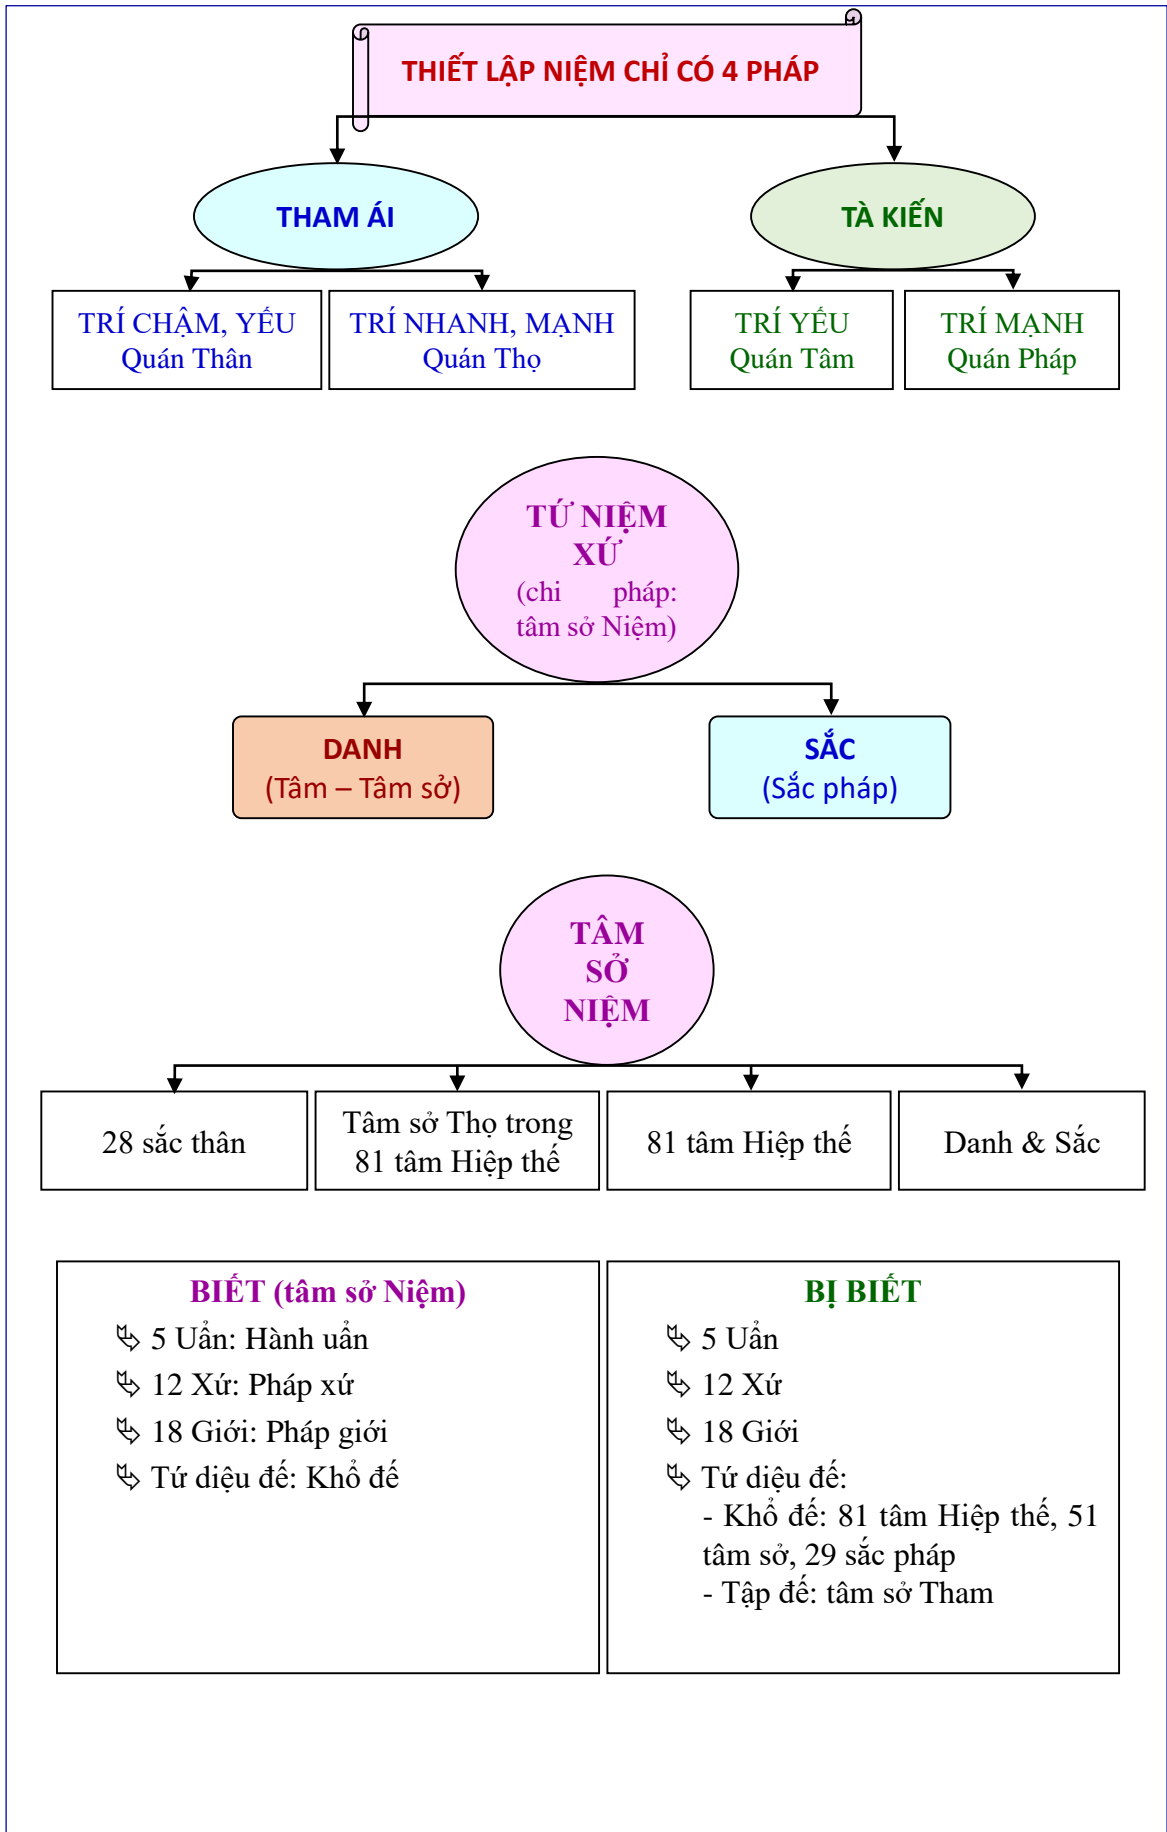 THIẾT LẬP NIỆM CHỈ CÓ 4 PHÁP
THAM ÁI
TÀ KIẾN
TRÍ CHẬM, YẾU
Quán Thân
TRÍ NHANH, MẠNH
Quán Thọ
TRÍ YẾU
Quán Tâm
TRÍ MẠNH
Quán Pháp
TỨ NIỆM
XỨ
(chi pháp:
tâm sở Niệm)
DANH
(Tâm – Tâm sở)
SẮC
(Sắc pháp)
TÂM
SỞ
NIỆM
28 sắc thân
Tâm sở Thọ trong
81 tâm Hiệp thế
81 tâm Hiệp thế
Danh & Sắc
BIẾT (tâm sở Niệm)
5 Uẩn: Hành uẩn
12 Xứ: Pháp xứ
18 Giới: Pháp giới
Tứ diệu đế: Khổ đế
BỊ BIẾT
5 Uẩn
12 Xứ
18 Giới
Tứ diệu đế:
- Khổ đế: 81 tâm Hiệp thế, 51
tâm sở, 29 sắc pháp
- Tập đế: tâm sở Tham